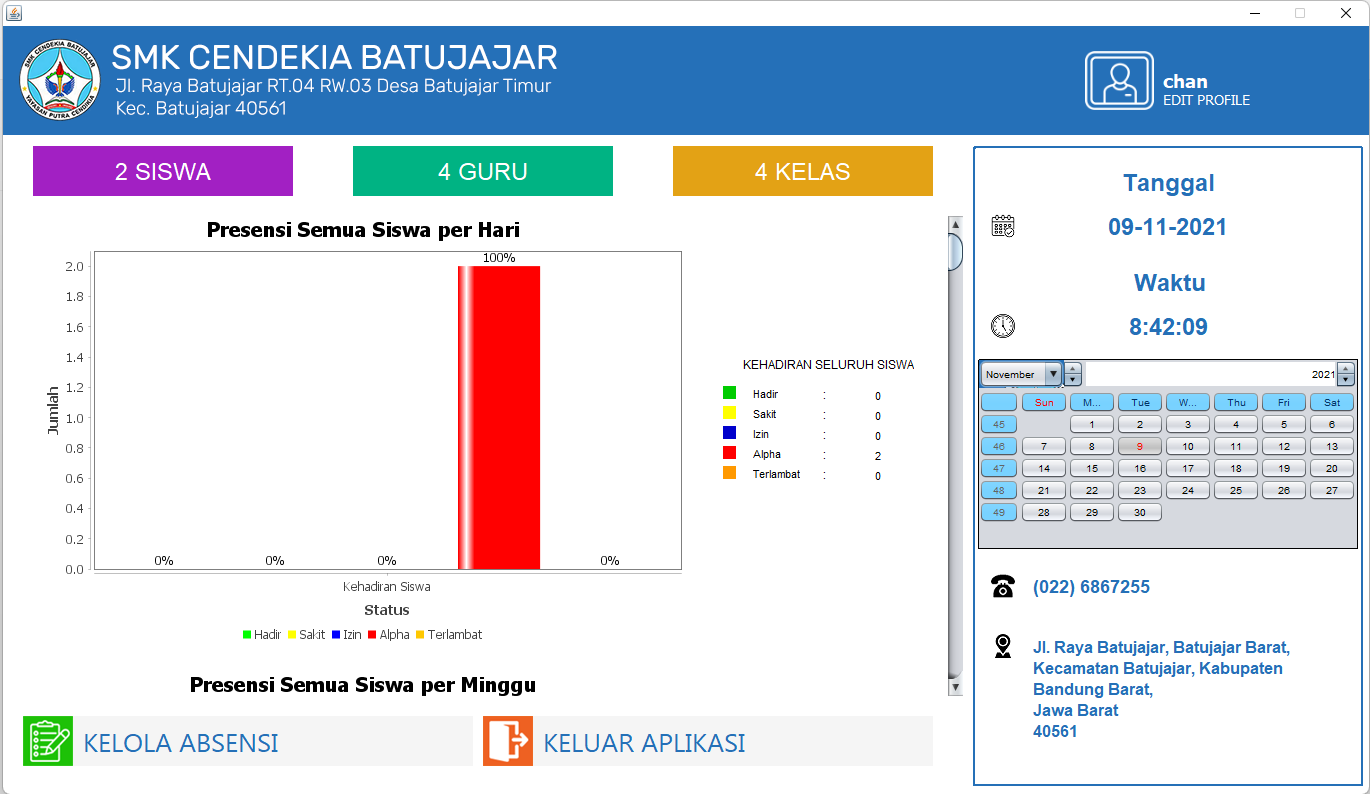 SMK CENDEKIA BATUJAJAR
YAYASAN PUTRA CENDIKIA
SMK CENDEKIA BATUJAJAR
Jl. Raya Batujajar RT.04 RW.03 Desa Batujajar Timur
Kec. Batujajar 40561
chan
EDIT PROFILE
2 SISWA
4 GURU
4 KELAS
Presensi Semua Siswa per Hari
Jumlah
2.0
1.8
1.6
1.4
1.2
1.0
0.8
0.6
0.4
0.2
0.0
0% 0% 0% 100% 0%
Kehadiran Siswa
Status
Hadir Sakit Izin Alpha Terlambat
KEHADIRAN SELURUH SISWA
Hadir : 0
Sakit : 0
Izin : 0
Alpha : 2
Terlambat : 0
Presensi Semua Siswa per Minggu
KELOLA ABSENSI
KELUAR APLIKASI
Tanggal
09-11-2021
Waktu
8:42:09
November 2021
Sun M... Tue W... Thu Fri Sat
45 1 2 3 4 5 6
46 7 8 9 10 11 12 13
47 14 15 16 17 18 19 20
48 21 22 23 24 25 26 27
49 28 29 30
(022) 6867255
Jl. Raya Batujajar, Batujajar Barat,
Kecamatan Batujajar, Kabupaten
Bandung Barat,
Jawa Barat
40561